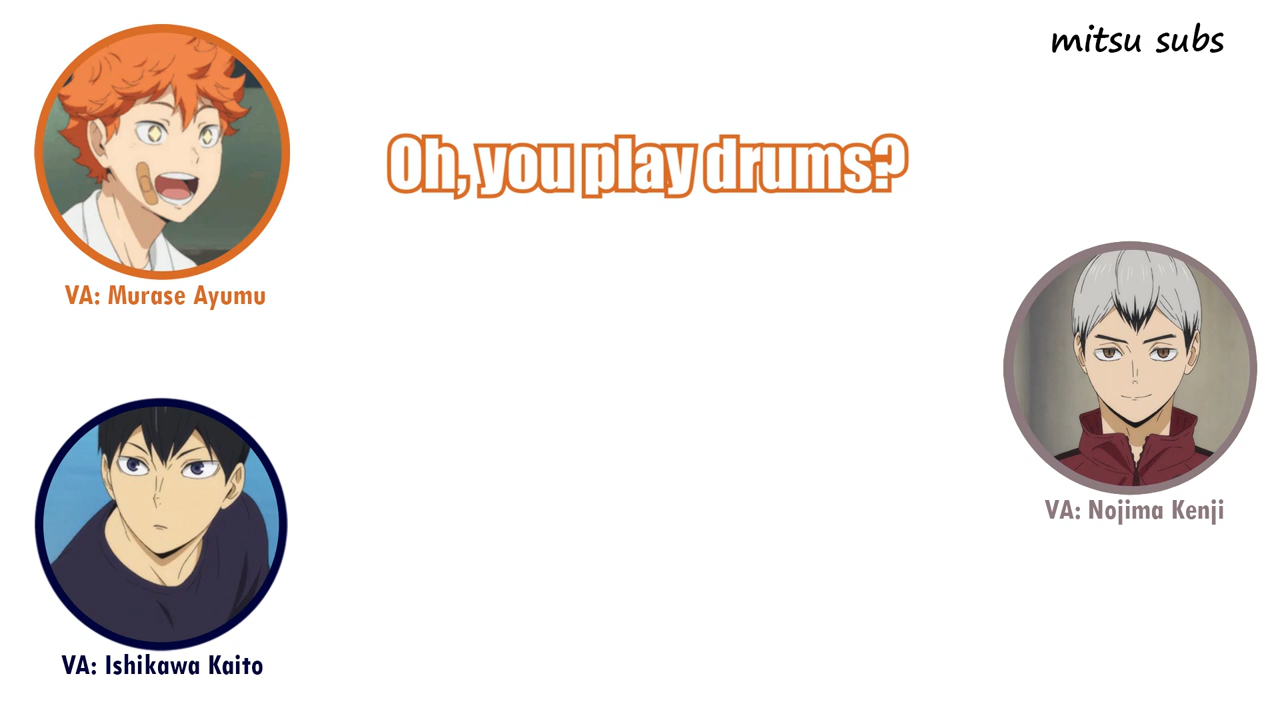 mitsu subs
Oh, you play drums?
VA: Murase Ayumu
VA: Nojima Kenji
VA: Ishikawa Kaito